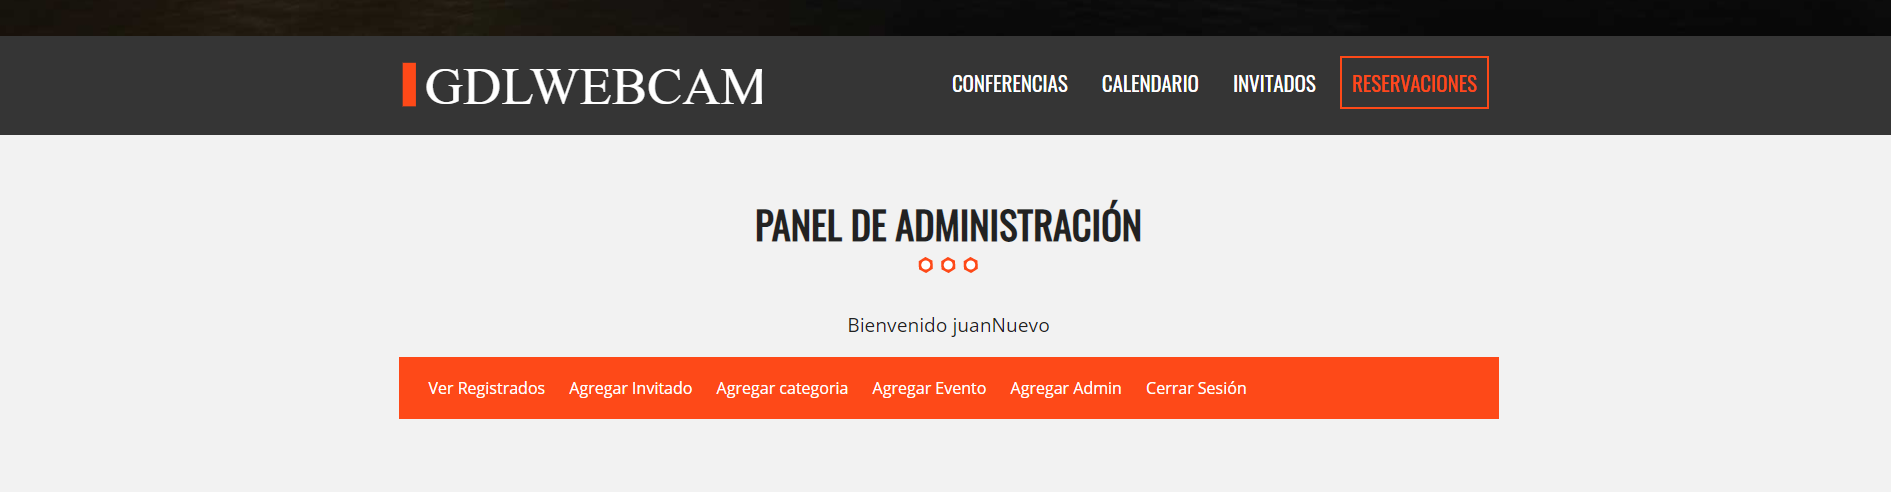 GDLWEBCAM
CONFERENCIAS CALENDARIO INVITADOS RESERVACIONES
PANEL DE ADMINISTRACIÓN
Bienvenido juanNuevo
Ver Registrados Agregar Invitado Agregar categoria Agregar Evento Agregar Admin Cerrar Sesión